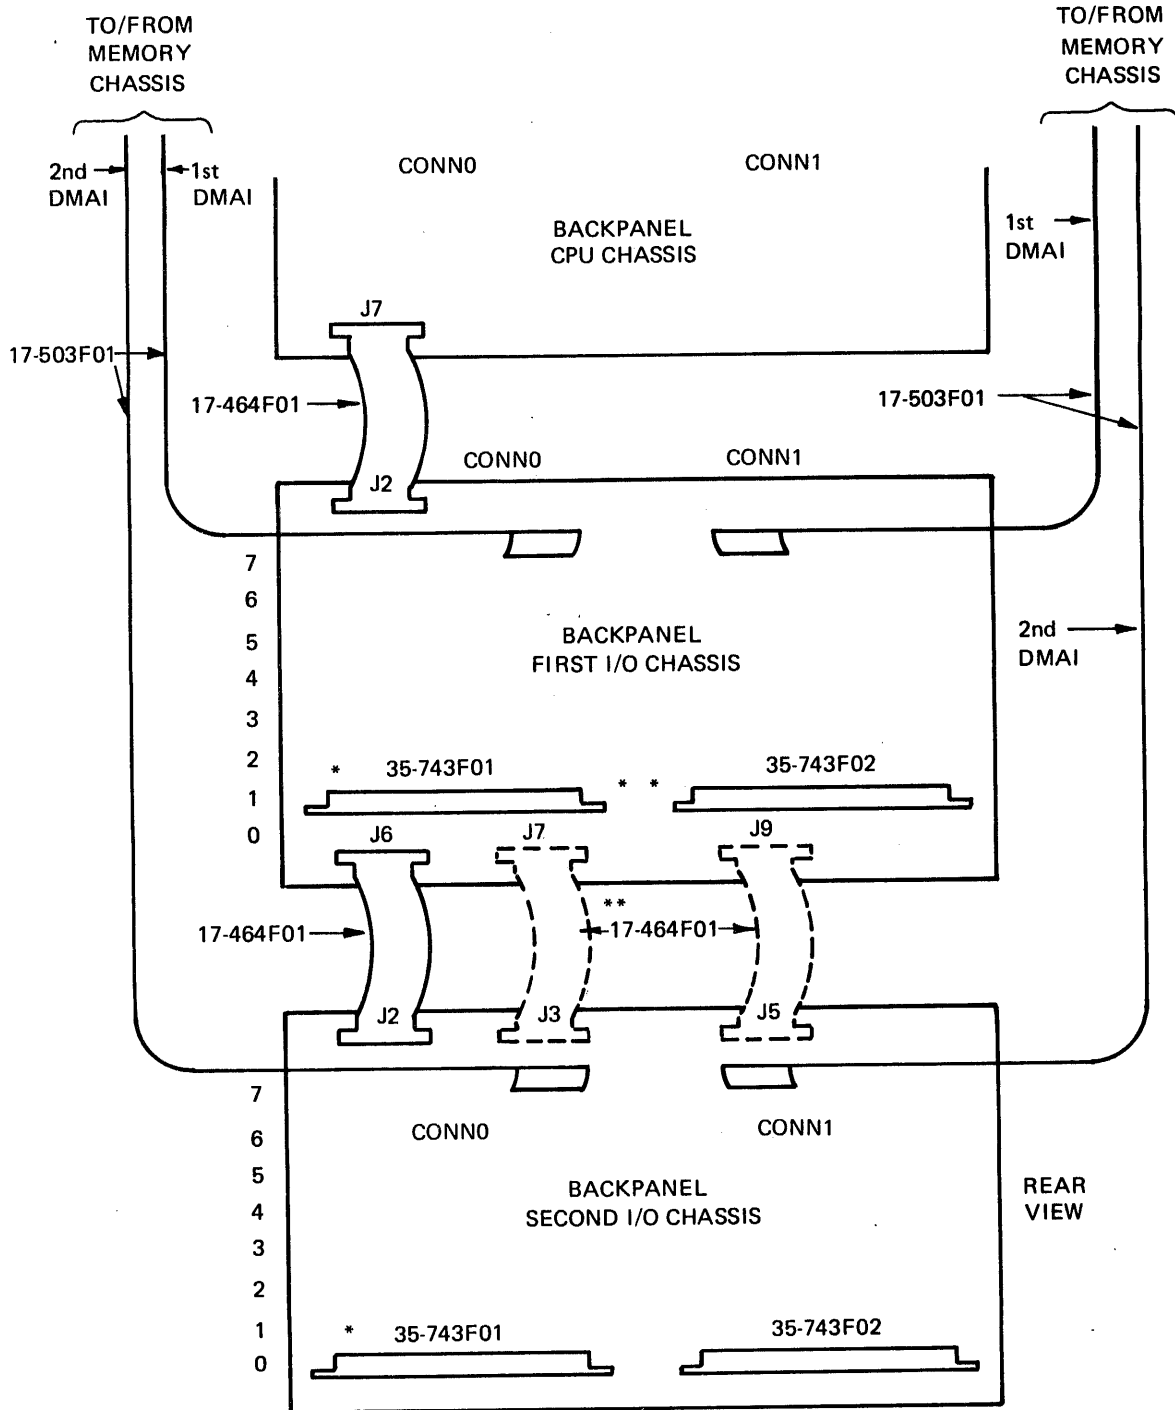 TO/FROM
MEMORY
CHASSIS
TO/FROM
MEMORY
CHASSIS
2nd
DMAI
1st
DMAI
CONN0
CONN1
BACKPANEL
CPU CHASSIS
1st
DMAI
J7
17-503F01
17-464F01
17-503F01
CONN0
CONN1
J2
7
6
5
4
3
2
1
0
BACKPANEL
FIRST I/O CHASSIS
2nd
DMAI
* 35-743F01
* *
35-743F02
J6
J7
J9
17-464F01
**
17-464F01
J2
J3
J5
7
6
5
4
3
2
1
0
CONN0
CONN1
BACKPANEL
SECOND I/O CHASSIS
REAR
VIEW
* 35-743F01
35-743F02